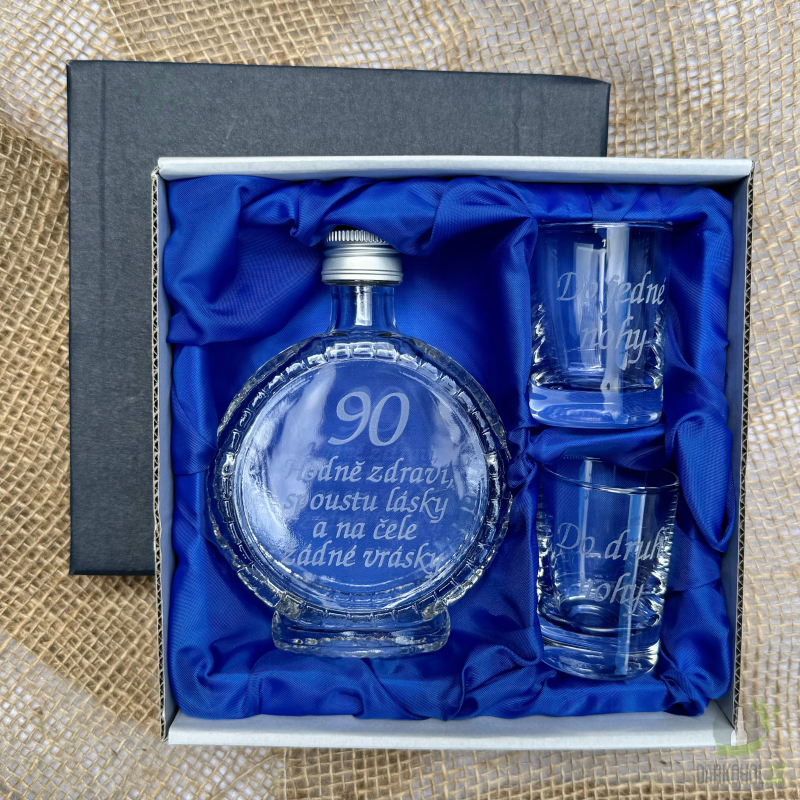 90
Hodně zdraví,
spoustu lásky
a na čele
žádné vrásky
Do jedné
nohy
Do druhé
nohy